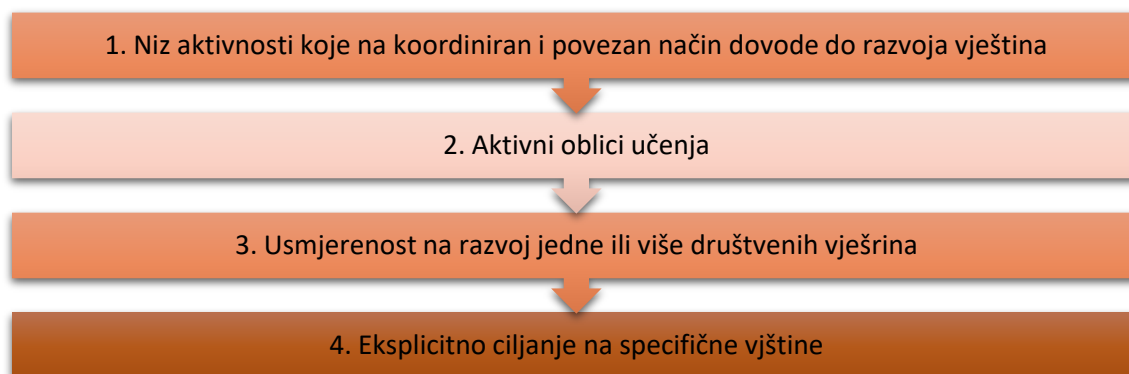 1. Niz aktivnosti koje na koordiniran i povezan način dovode do razvoja vještina
2. Aktivni oblici učenja
3. Usmjerenost na razvoj jedne ili više društvenih vješrina
4. Eksplicitno ciljanje na specifične vjštine